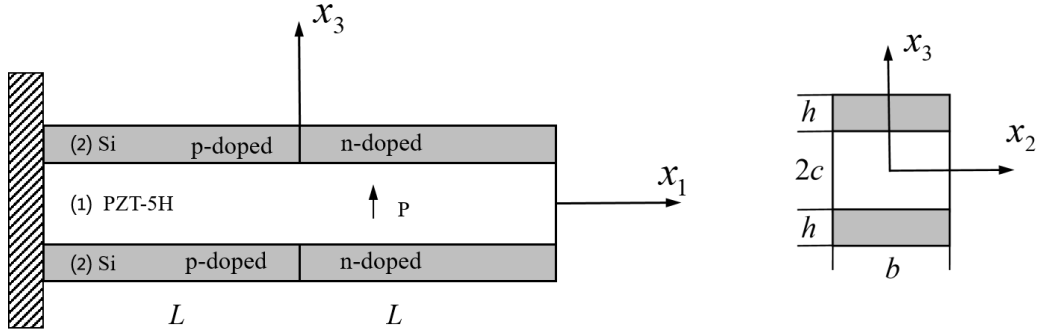 x3
(2) Si p-doped n-doped
(1) PZT-5H P
x1
(2) Si p-doped n-doped
L L
x3
h
2c
x2
h
b